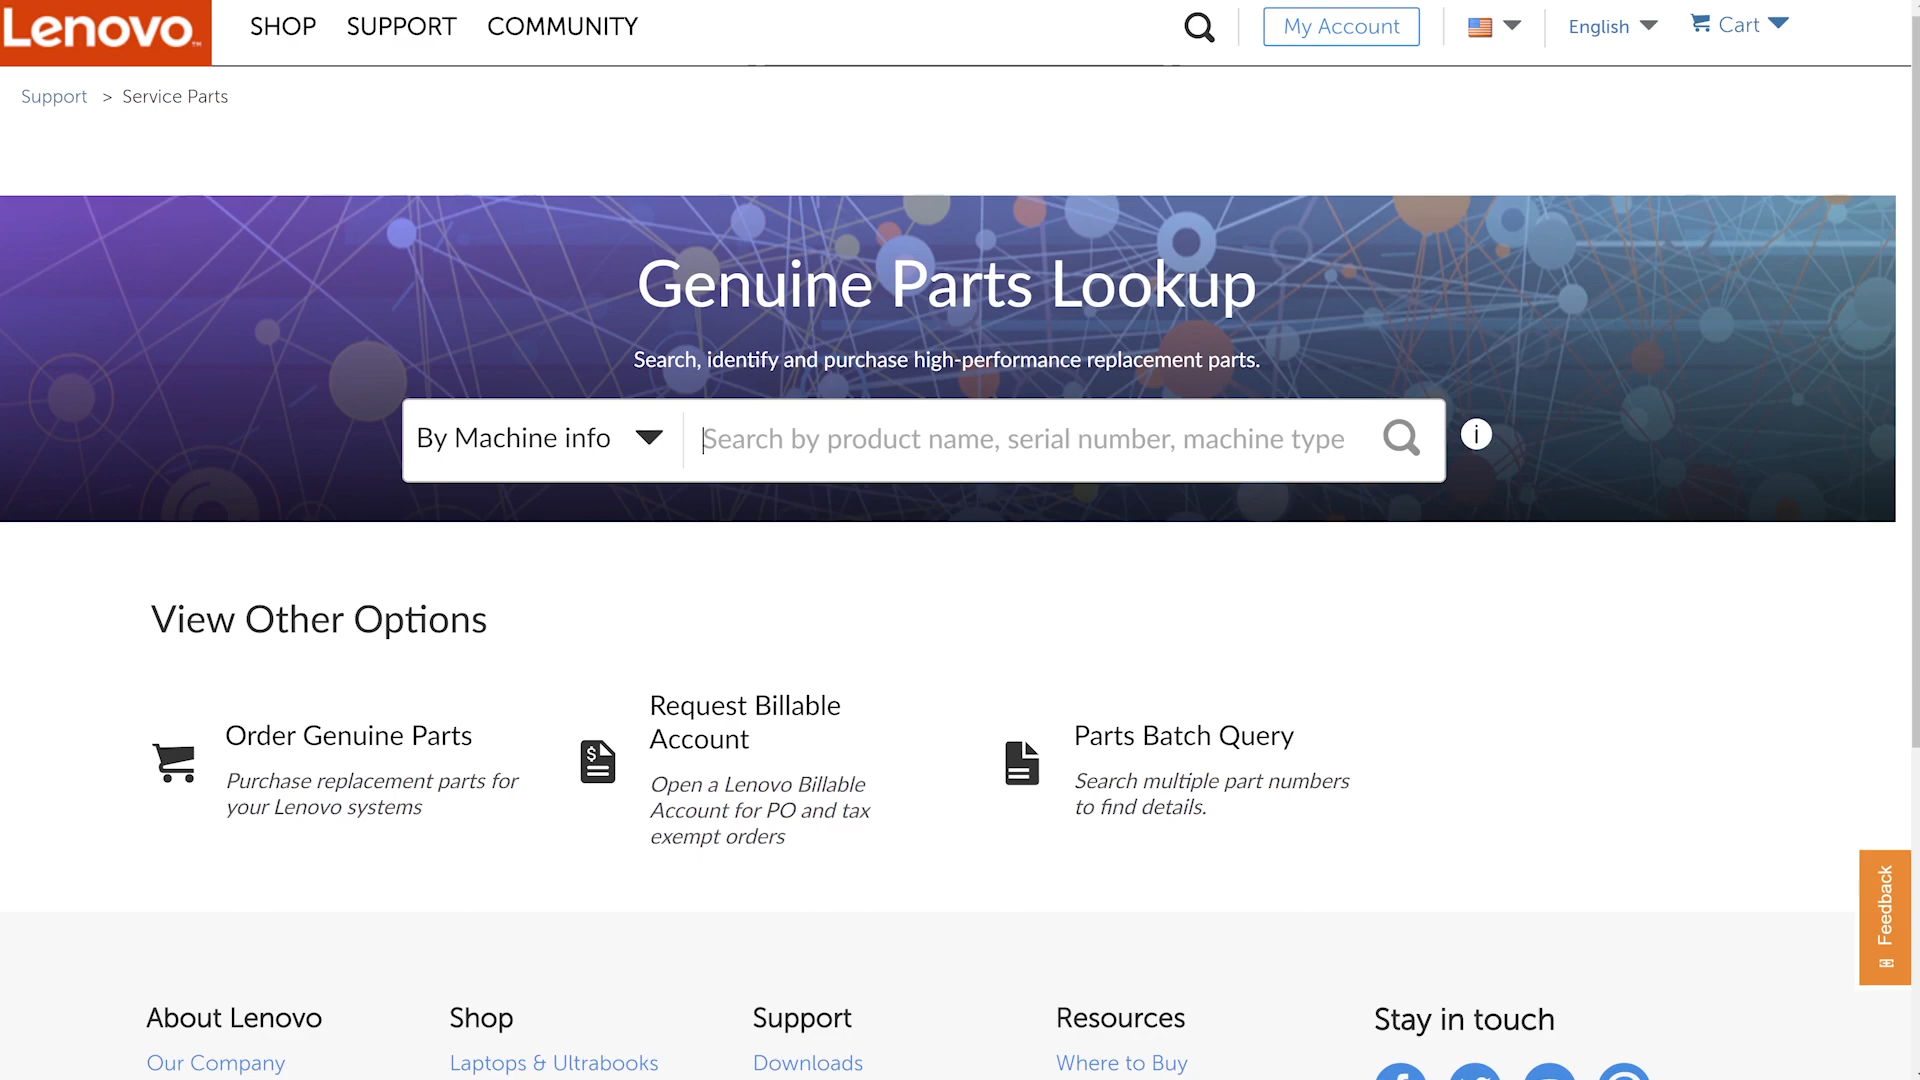 Lenovo™
SHOP SUPPORT COMMUNITY
My Account
English
Cart
Support > Service Parts
Genuine Parts Lookup
Search, identify and purchase high-performance replacement parts.
By Machine info
Search by product name, serial number, machine type
i
View Other Options
Order Genuine Parts
Purchase replacement parts for
your Lenovo systems
Request Billable
Account
Open a Lenovo Billable
Account for PO and tax
exempt orders
Parts Batch Query
Search multiple part numbers
to find details.
Feedback
About Lenovo
Our Company
Shop
Laptops & Ultrabooks
Support
Downloads
Resources
Where to Buy
Stay in touch